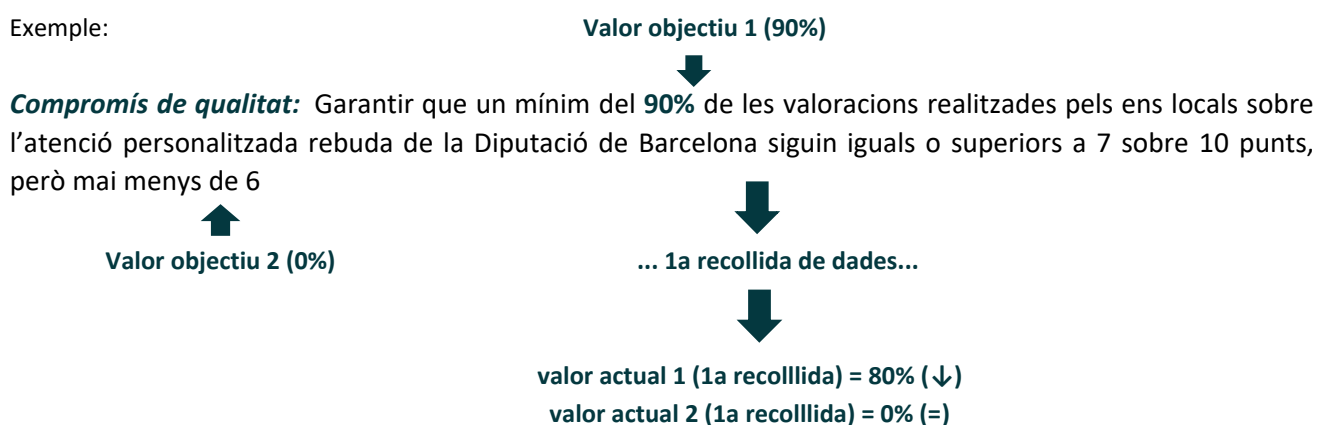 Exemple:
Valor objectiu 1 (90%)
Compromís de qualitat: Garantir que un mínim del 90% de les valoracions realitzades pels ens locals sobre
l’atenció personalitzada rebuda de la Diputació de Barcelona siguin iguals o superiors a 7 sobre 10 punts,
però mai menys de 6
Valor objectiu 2 (0%)
... 1a recollida de dades...
valor actual 1 (1a recolllida) = 80% (↓)
valor actual 2 (1a recolllida) = 0% (=)